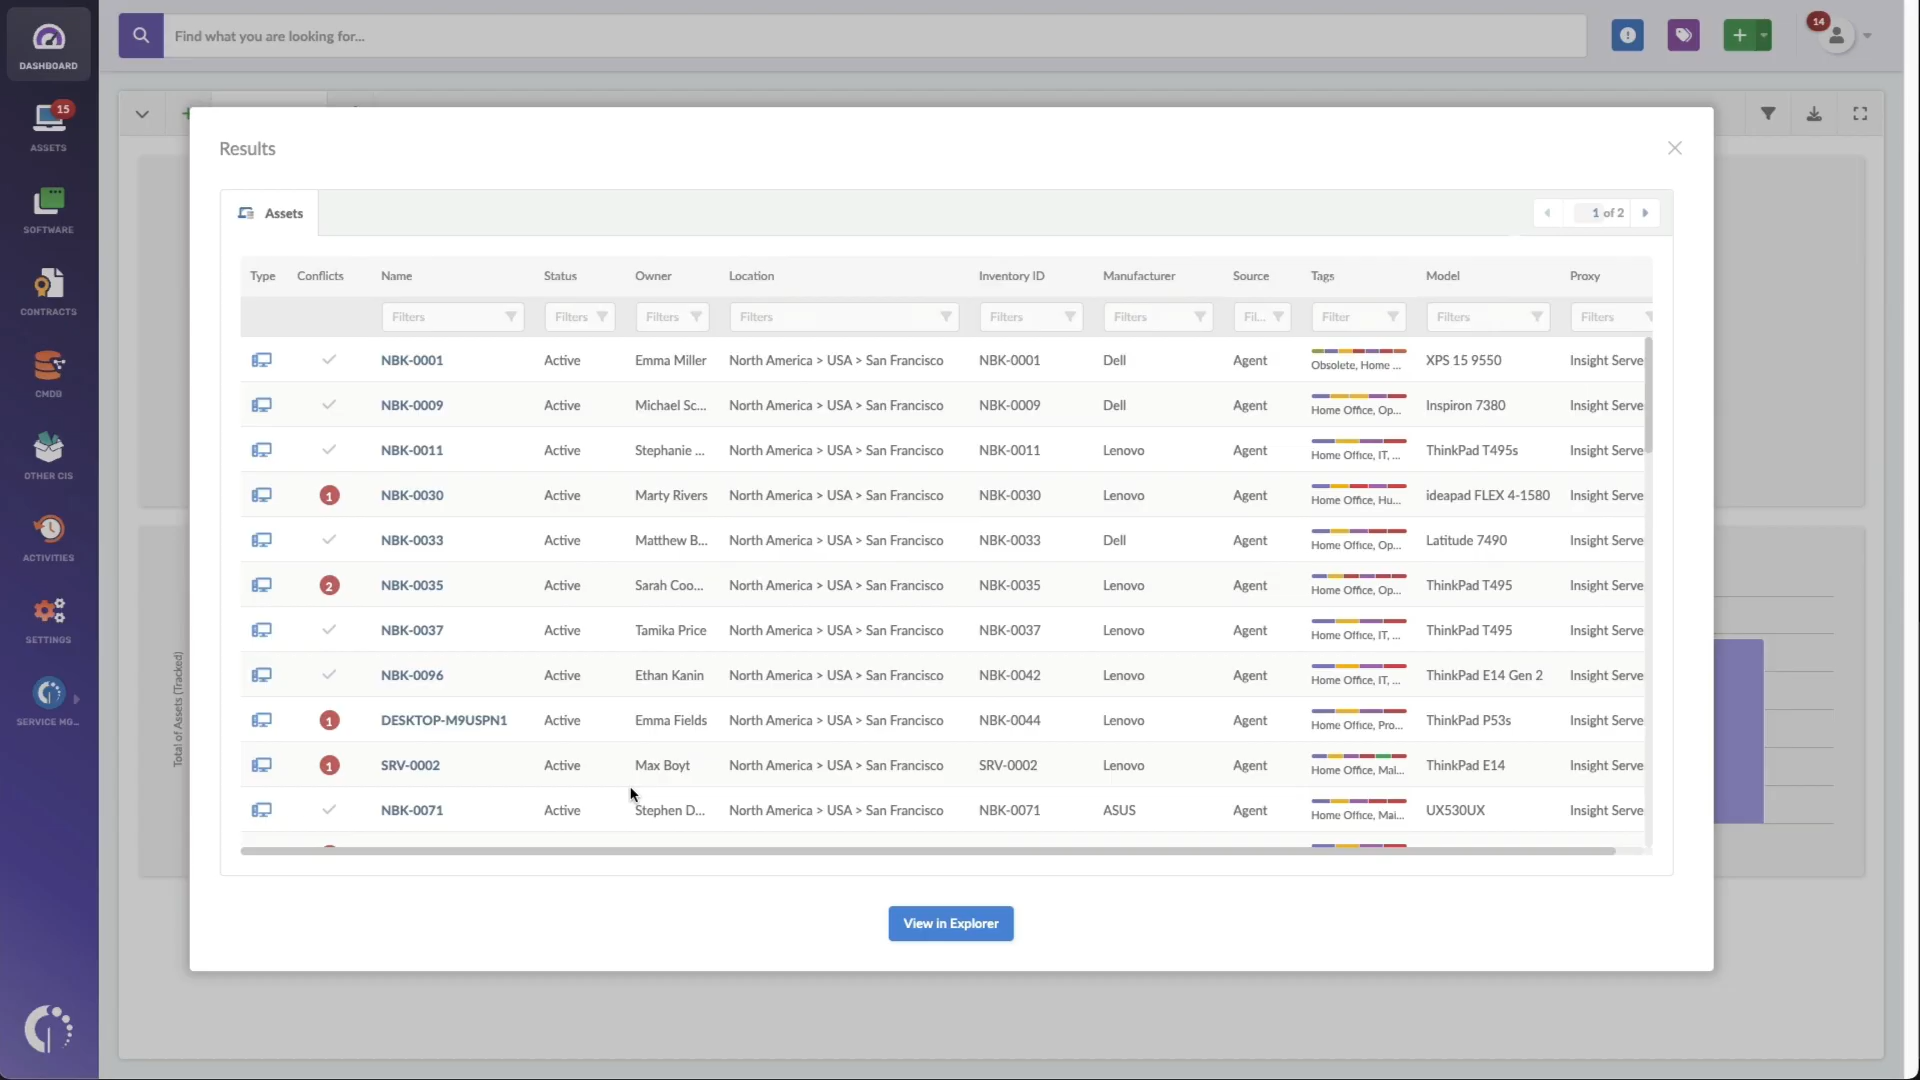 Find what you are looking for...
14
DASHBOARD
15
ASSETS
SOFTWARE
CONTRACTS
CMDB
OTHER CIS
ACTIVITIES
SETTINGS
SERVICE MG...
Results
Assets
1 of 2
Type Conflicts Name Status Owner Location Inventory ID Manufacturer Source Tags Model Proxy
Filters Filters Filters Filters Filters Filters Fil... Filter Filters Filters
NBK-0001 Active Emma Miller North America > USA > San Francisco NBK-0001 Dell Agent Obsolete, Home ... XPS 15 9550 Insight Serve
NBK-0009 Active Michael Sc... North America > USA > San Francisco NBK-0009 Dell Agent Home Office, Op... Inspiron 7380 Insight Serve
NBK-0011 Active Stephanie ... North America > USA > San Francisco NBK-0011 Lenovo Agent Home Office, IT, ... ThinkPad T495s Insight Serve
1 NBK-0030 Active Marty Rivers North America > USA > San Francisco NBK-0030 Lenovo Agent Home Office, Hu... ideapad FLEX 4-1580 Insight Serve
NBK-0033 Active Matthew B... North America > USA > San Francisco NBK-0033 Dell Agent Home Office, Op... Latitude 7490 Insight Serve
2 NBK-0035 Active Sarah Coo... North America > USA > San Francisco NBK-0035 Lenovo Agent Home Office, Op... ThinkPad T495 Insight Serve
NBK-0037 Active Tamika Price North America > USA > San Francisco NBK-0037 Lenovo Agent Home Office, IT, ... ThinkPad T495 Insight Serve
NBK-0096 Active Ethan Kanin North America > USA > San Francisco NBK-0042 Lenovo Agent Home Office, IT, ... ThinkPad E14 Gen 2 Insight Serve
1 DESKTOP-M9USPN1 Active Emma Fields North America > USA > San Francisco NBK-0044 Lenovo Agent Home Office, Pro... ThinkPad P53s Insight Serve
1 SRV-0002 Active Max Boyt North America > USA > San Francisco SRV-0002 Lenovo Agent Home Office, Mai... ThinkPad E14 Insight Serve
NBK-0071 Active Stephen D... North America > USA > San Francisco NBK-0071 ASUS Agent Home Office, Mai... UX530UX Insight Serve
View in Explorer
Total of Assets (Tracked)